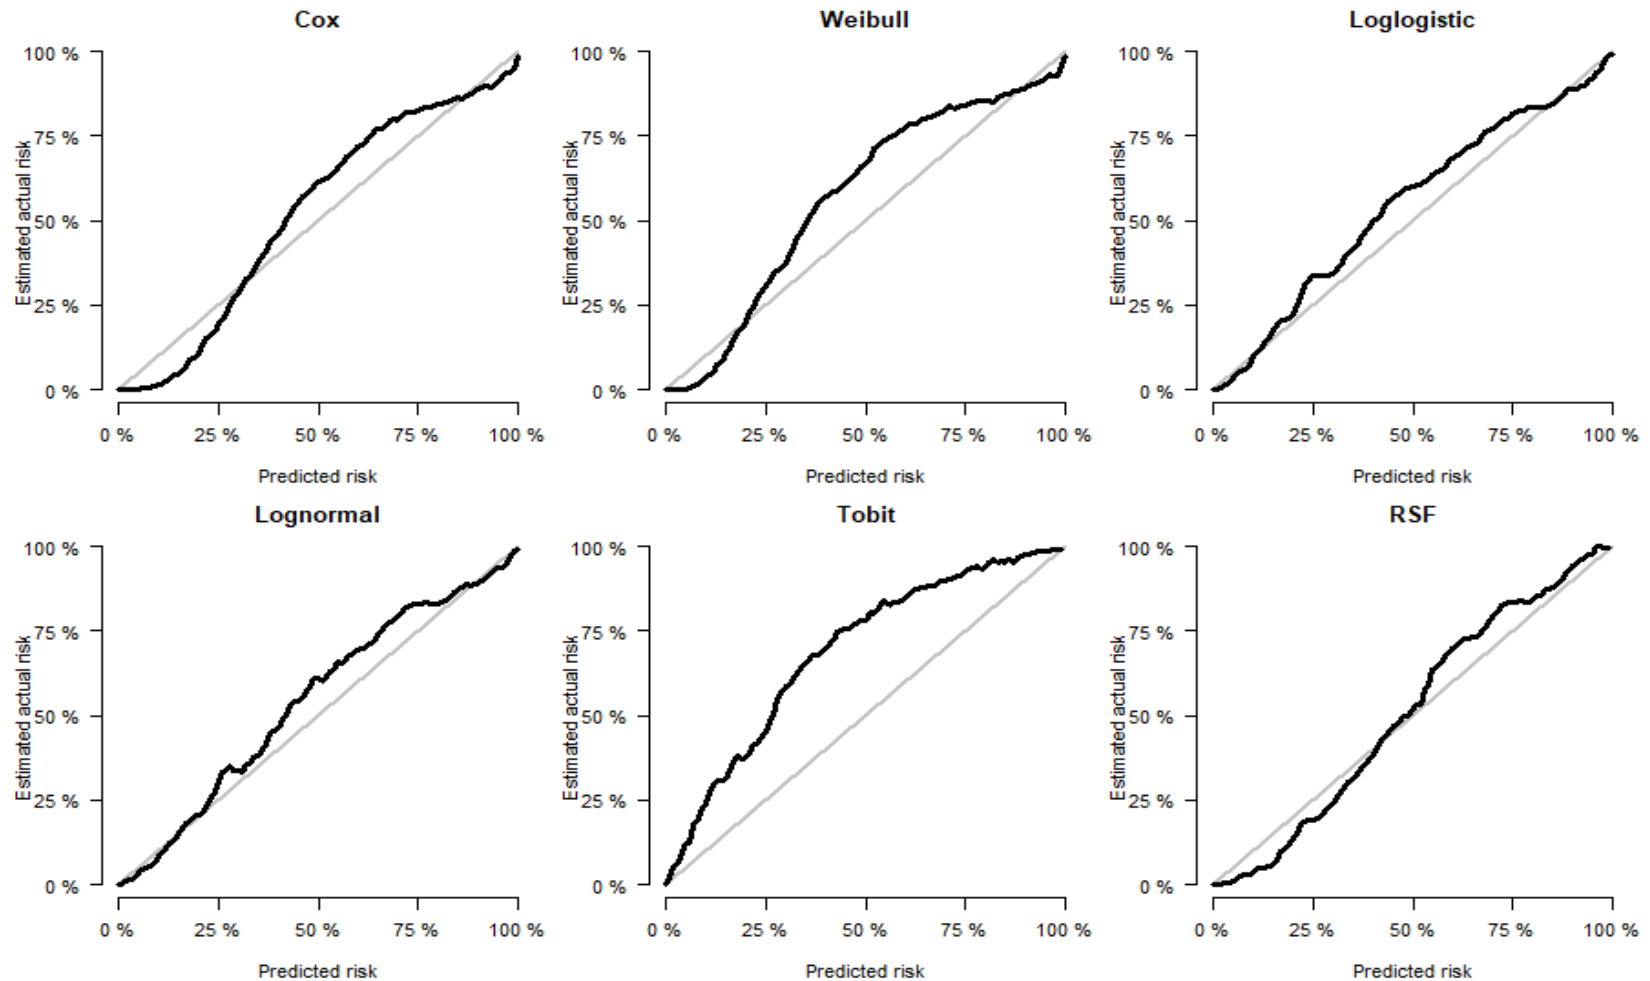 Cox
Estimated actual risk
100 %
75 %
50 %
25 %
0 %
0 % 25 % 50 % 75 % 100 %
Predicted risk
Weibull
Estimated actual risk
100 %
75 %
50 %
25 %
0 %
0 % 25 % 50 % 75 % 100 %
Predicted risk
Loglogistic
Estimated actual risk
100 %
75 %
50 %
25 %
0 %
0 % 25 % 50 % 75 % 100 %
Predicted risk
Lognormal
Estimated actual risk
100 %
75 %
50 %
25 %
0 %
0 % 25 % 50 % 75 % 100 %
Predicted risk
Tobit
Estimated actual risk
100 %
75 %
50 %
25 %
0 %
0 % 25 % 50 % 75 % 100 %
Predicted risk
RSF
Estimated actual risk
100 %
75 %
50 %
25 %
0 %
0 % 25 % 50 % 75 % 100 %
Predicted risk